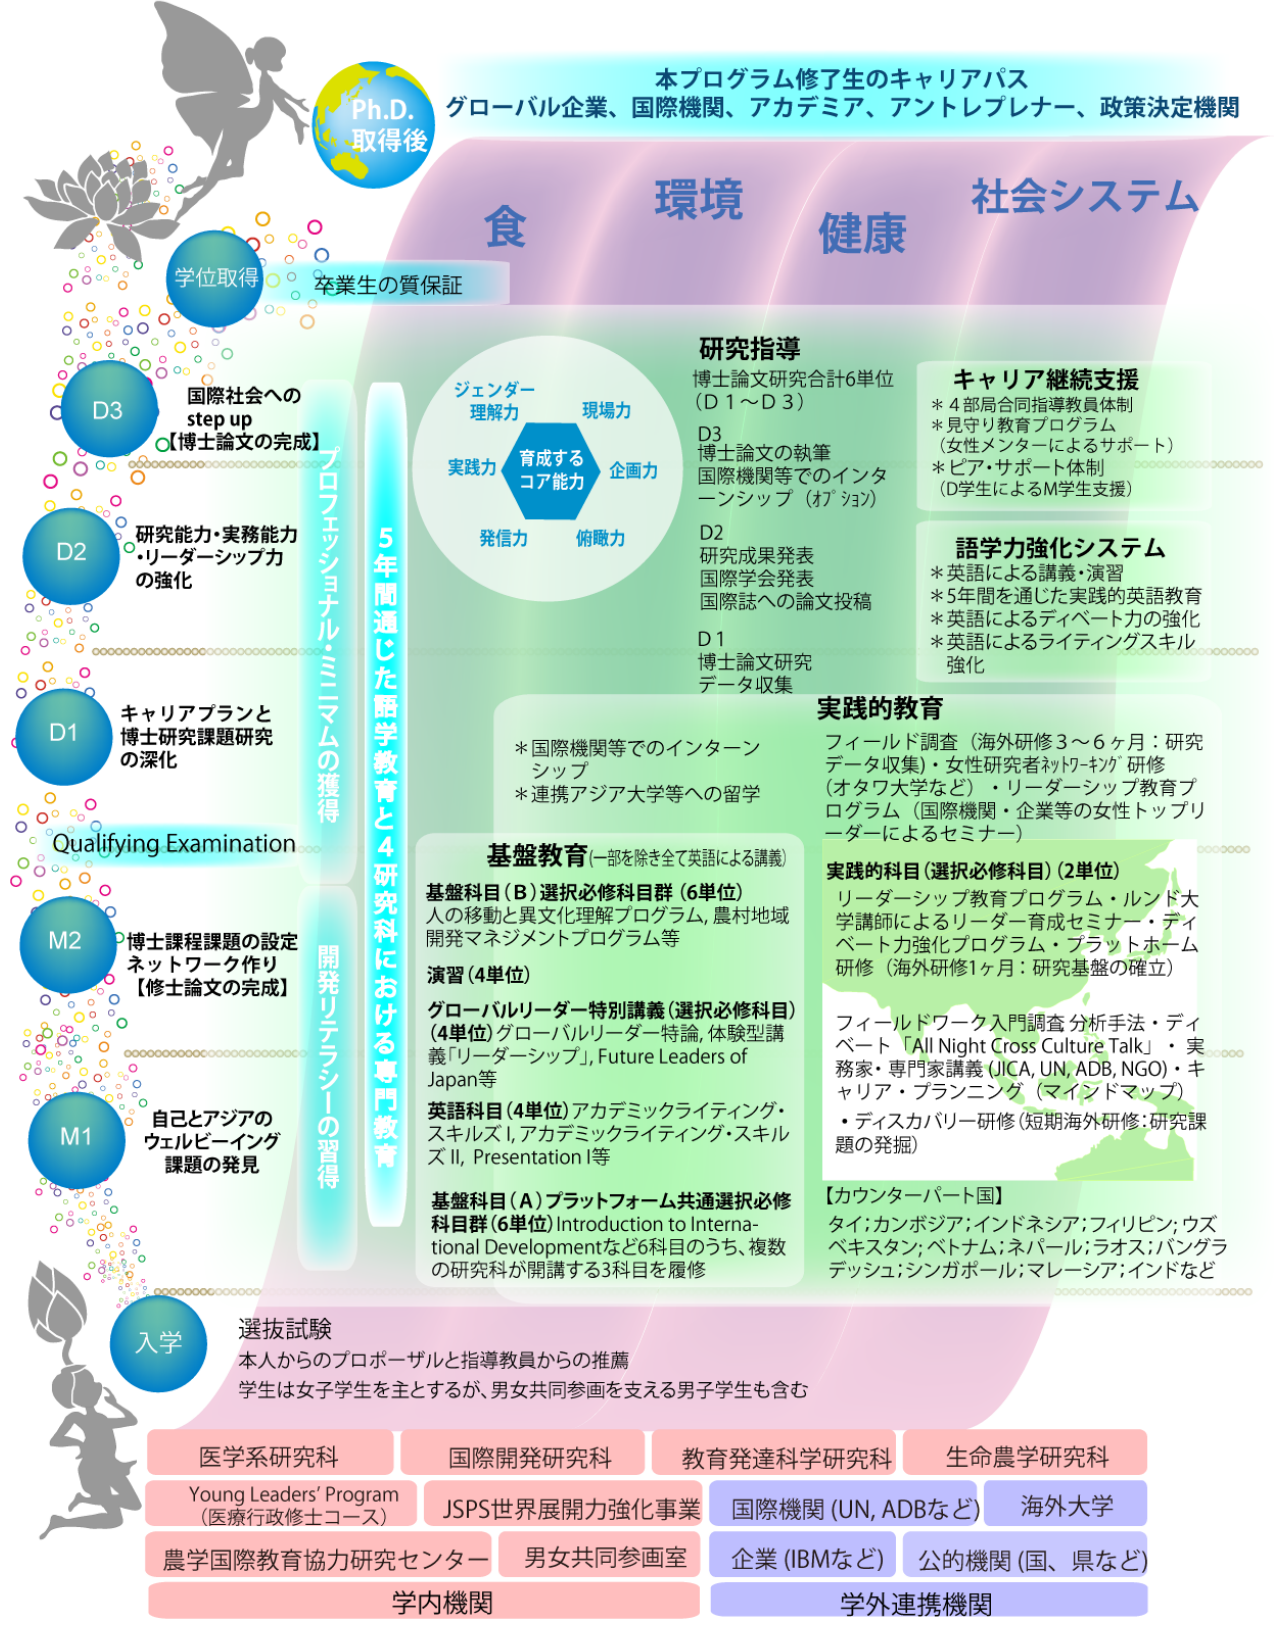 本プログラム修了生のキャリアパス
グローバル企業、国際機関、アカデミア、アントレプレナー、政策決定機関
Ph.D.
取得後
食
環境
健康
社会システム
学位取得
卒業生の質保証
D3
国際社会への
step up
【博士論文の完成】
D2
研究能力・実務能力
・リーダーシップ力
の強化
D1
キャリアプランと
博士研究課題研究
の深化
Qualifying Examination
M2
博士課程課題の設定
ネットワーク作り
【修士論文の完成】
M1
自己とアジアの
ウェルビーイング
課題の発見
プロフェッショナル・ミニマムの獲得
開発リテラシーの習得
5年間通じた語学教育と4研究科における専門教育
ジェンダー
理解力
現場力
実践力
育成する
コア能力
企画力
発信力
俯瞰力
研究指導
博士論文研究合計6単位
（D１～D３）
D3
博士論文の執筆
国際機関等でのインタ
ーンシップ（ｵﾌﾟｼｮﾝ）
D2
研究成果発表
国際学会発表
国際誌への論文投稿
D１
博士論文研究
データ収集
キャリア継続支援
＊４部局合同指導教員体制
＊見守り教育プログラム
（女性メンターによるサポート）
＊ピア・サポート体制
（D学生によるM学生支援）
語学力強化システム
＊英語による講義・演習
＊5年間を通じた実践的英語教育
＊英語によるディベート力の強化
＊英語によるライティングスキル
強化
実践的教育
＊国際機関等でのインターン
シップ
＊連携アジア大学等への留学
フィールド調査（海外研修３～６ヶ月：研究
データ収集）・女性研究者ﾈｯﾄﾜｰｷﾝｸﾞ研修
（オタワ大学など）・リーダーシップ教育プ
ログラム（国際機関・企業等の女性トップリ
ーダーによるセミナー）
基盤教育（一部を除き全て英語による講義）
基盤科目（B）選択必修科目群（6単位）
人の移動と異文化理解プログラム, 農村地域
開発マネジメントプログラム等
演習（4単位）
グローバルリーダー特別講義（選択必修科目）
（4単位）グローバルリーダー特論, 体験型講
義「リーダーシップ」, Future Leaders of
Japan等
英語科目（4単位）アカデミックライティング・
スキルズ I, アカデミックライティング・スキル
ズ II, Presentation I等
基盤科目（A）プラットフォーム共通選択必修
科目群（6単位）Introduction to Interna-
tional Developmentなど6科目のうち、複数
の研究科が開講する3科目を履修
実践的科目（選択必修科目）（2単位）
リーダーシップ教育プログラム・ルンド大
学講師によるリーダー育成セミナー・ディ
ベート力強化プログラム・プラットホーム
研修（海外研修1ヶ月：研究基盤の確立）
フィールドワーク入門調査 分析手法・ディ
ベート「All Night Cross Culture Talk」・ 実
務家・専門家講義 (JICA, UN, ADB, NGO)・キ
ャリア・プランニング（マインドマップ）
・ディスカバリー研修（短期海外研修：研究課
題の発掘）
【カウンターパート国】
タイ；カンボジア；インドネシア；フィリピン；ウズ
ベキスタン；ベトナム；ネパール；ラオス；バングラ
デッシュ；シンガポール；マレーシア；インドなど
入学
選抜試験
本人からのプロポーザルと指導教員からの推薦
学生は女子学生を主とするが、男女共同参画を支える男子学生も含む
医学系研究科
国際開発研究科
教育発達科学研究科
生命農学研究科
Young Leaders’ Program
（医療行政修士コース）
JSPS世界展開力強化事業
国際機関 (UN, ADBなど)
海外大学
農学国際教育協力研究センター
男女共同参画室
企業 (IBMなど)
公的機関 (国、県など)
学内機関
学外連携機関